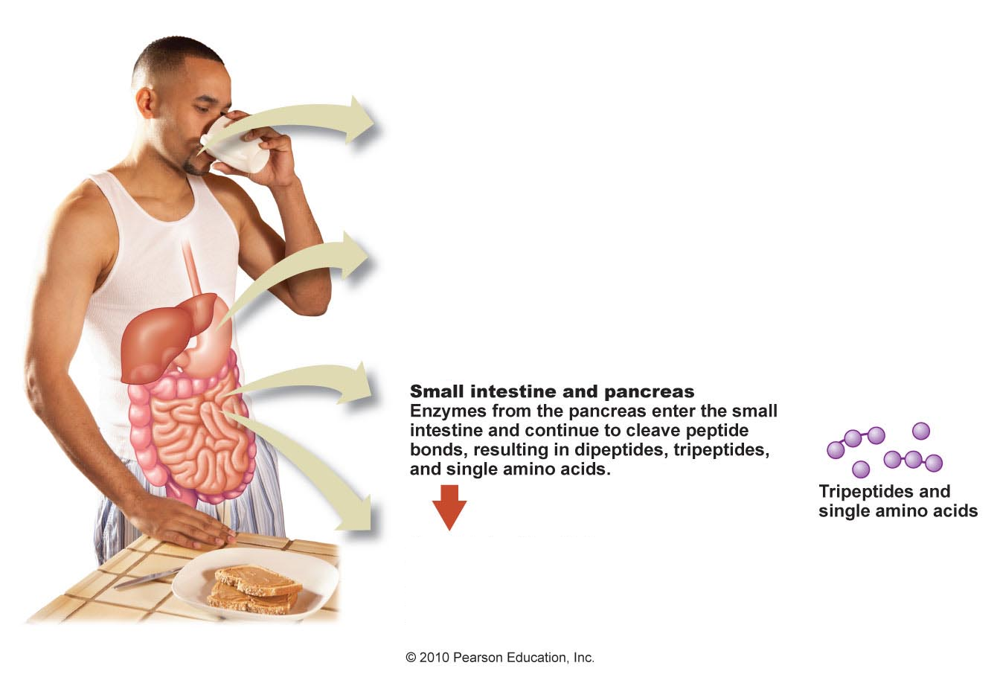 Small intestine and pancreas
Enzymes from the pancreas enter the small
intestine and continue to cleave peptide
bonds, resulting in dipeptides, tripeptides,
and single amino acids.
Tripeptides and
single amino acids
© 2010 Pearson Education, Inc.